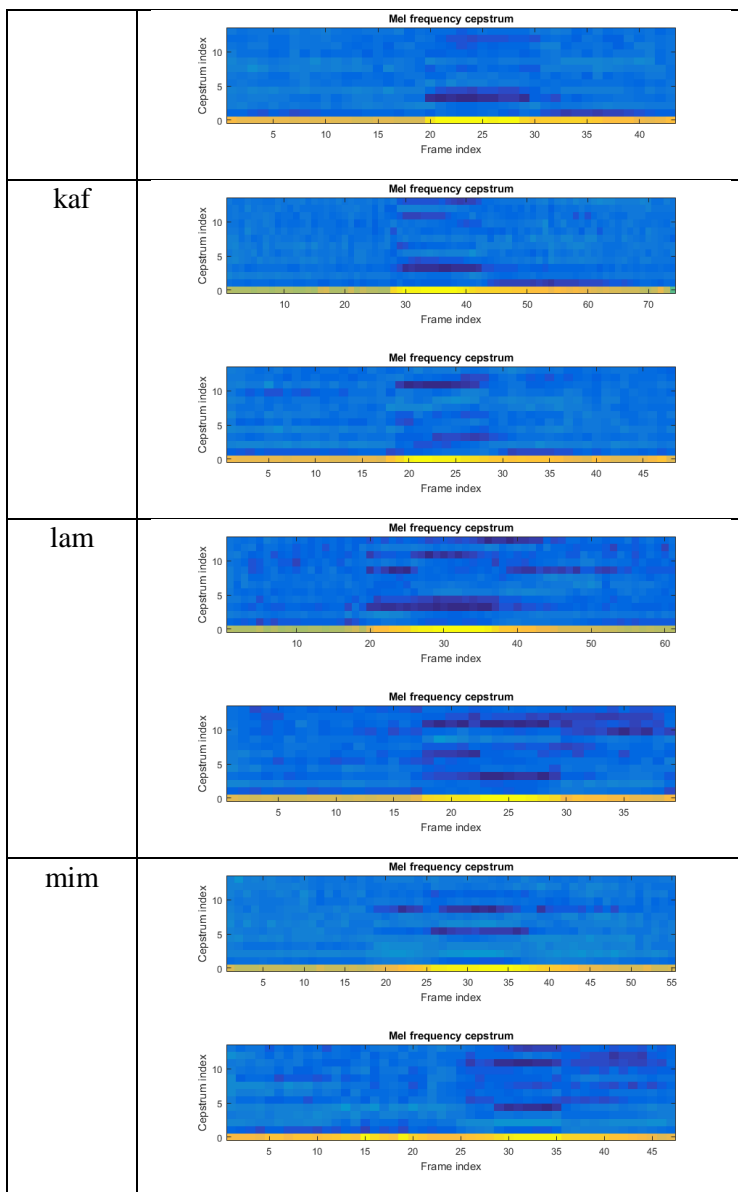 Mel frequency cepstrum
Cepstrum index
10
5
0
5 10 15 20 25 30 35 40
Frame index
kaf
Mel frequency cepstrum
Cepstrum index
10
5
0
10 20 30 40 50 60 70
Frame index
Mel frequency cepstrum
Cepstrum index
10
5
0
5 10 15 20 25 30 35 40 45
Frame index
lam
Mel frequency cepstrum
Cepstrum index
10
5
0
10 20 30 40 50 60
Frame index
Mel frequency cepstrum
Cepstrum index
10
5
0
5 10 15 20 25 30 35
Frame index
mim
Mel frequency cepstrum
Cepstrum index
10
5
0
5 10 15 20 25 30 35 40 45 50 55
Frame index
Mel frequency cepstrum
Cepstrum index
10
5
0
5 10 15 20 25 30 35 40 45
Frame index